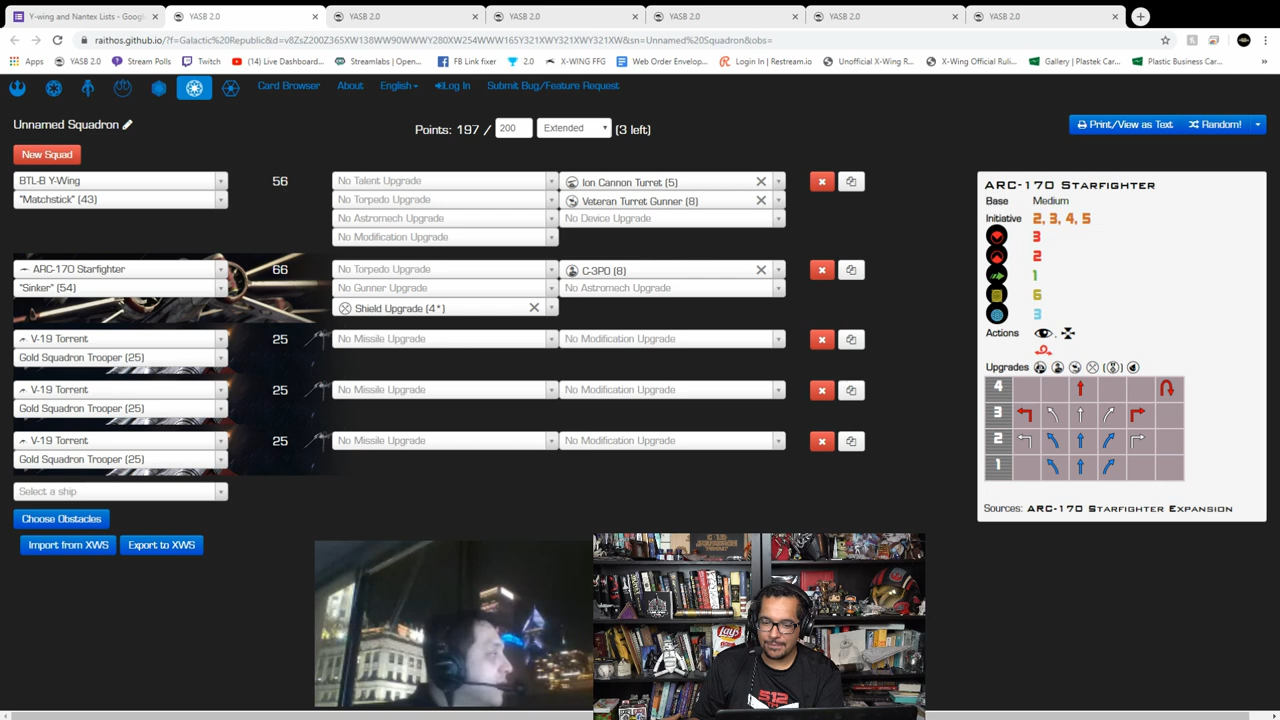 Y-wing and Nantex Lists - Googl
YASB 2.0
YASB 2.0
YASB 2.0
YASB 2.0
YASB 2.0
YASB 2.0
raithos.github.io/?f=Galactic%20Republic&d=v8ZsZ200Z365XW138WW90WWWY280XW254WWW165Y321XWY321XWY321XW&sn=Unnamed%20Squadron&obs=
Apps
YASB 2.0
Stream Polls
Twitch
(14) Live Dashboard...
Streamlabs | Openf...
FB Link fixer
2.0
X-WING FFG
Web Order Envelop...
Login In | Restream.io
Unofficial X-Wing R...
X-Wing Official Rulin...
Gallery | Plastek Car...
Plastic Business Car...
Card Browser
About
English
Log In
Submit Bug/Feature Request
Unnamed Squadron
Points: 197 / 200 Extended (3 left)
Print/View as Text
Random!
New Squad
BTL-B Y-Wing
56
No Talent Upgrade
Ion Cannon Turret (5)
"Matchstick" (43)
No Torpedo Upgrade
Veteran Turret Gunner (8)
No Astromech Upgrade
No Device Upgrade
No Modification Upgrade
ARC-170 Starfighter
66
No Torpedo Upgrade
C-3PO (8)
"Sinker" (54)
No Gunner Upgrade
No Astromech Upgrade
Shield Upgrade (4*)
V-19 Torrent
25
No Missile Upgrade
No Modification Upgrade
Gold Squadron Trooper (25)
V-19 Torrent
25
No Missile Upgrade
No Modification Upgrade
Gold Squadron Trooper (25)
V-19 Torrent
25
No Missile Upgrade
No Modification Upgrade
Gold Squadron Trooper (25)
Select a ship
Choose Obstacles
Import from XWS
Export to XWS
ARC-170 Starfighter
Base Medium
Initiative 2, 3, 4, 5
3
2
1
6
3
Actions
Upgrades
4
3
2
1
Sources: ARC-170 Starfighter Expansion
Lay's
512